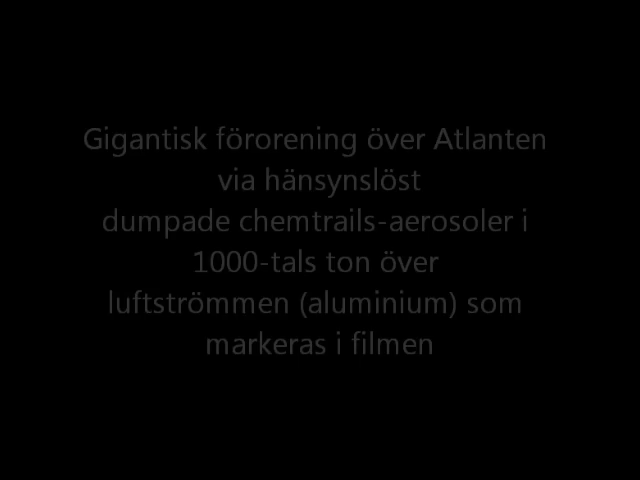 Gigantisk förorening över Atlanten
via hänsynslöst
dumpade chemtrails-aerosoler i
1000-tals ton över
luftströmmen (aluminium) som
markeras i filmen